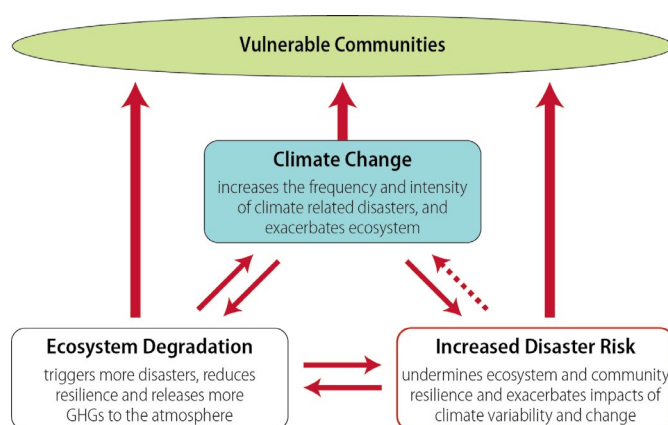 Vulnerable Communities
Climate Change
increases the frequency and intensity
of climate related disasters, and
exacerbates ecosystem
Ecosystem Degradation
triggers more disasters, reduces
resilience and releases more
GHGs to the atmosphere
Increased Disaster Risk
undermines ecosystem and community
resilience and exacerbates impacts of
climate variability and change